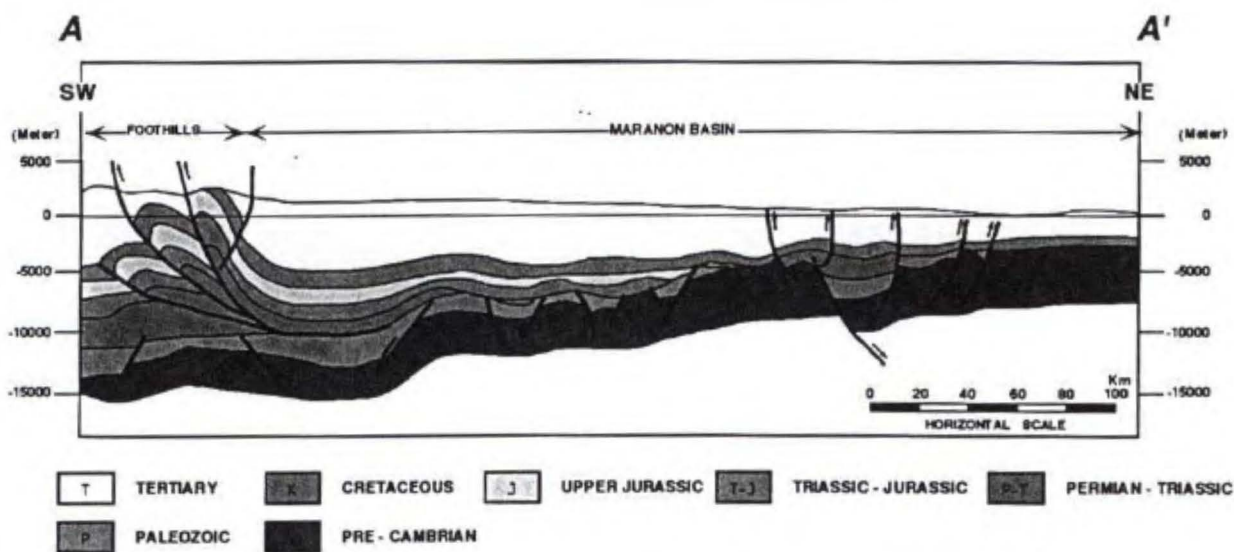 A A'
SW NE
(Meter) FOOTHILLS MARANON BASIN (Meter)
5000 5000
0 0
-5000 -5000
-10000 -10000
-15000 -15000
Km
0 20 40 60 80 100
HORIZONTAL SCALE
T TERTIARY K CRETACEOUS J UPPER JURASSIC T-J TRIASSIC - JURASSIC P-T PERMIAN - TRIASSIC
P PALEOZOIC PRE - CAMBRIAN